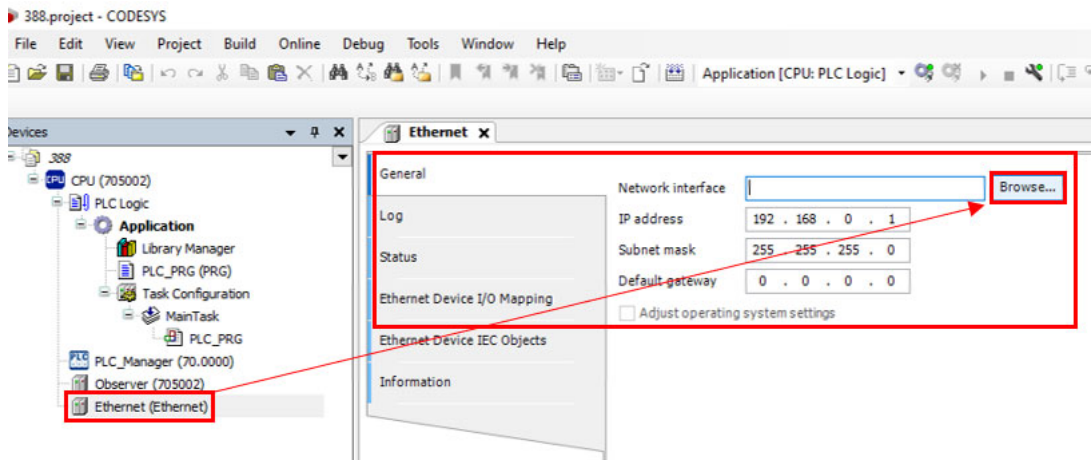 388.project - CODESYS
File Edit View Project Build Online Debug Tools Window Help
Application [CPU: PLC Logic]
Devices
Ethernet
388
CPU (705002)
PLC Logic
Application
Library Manager
PLC_PRG (PRG)
Task Configuration
MainTask
PLC_PRG
PLC_Manager (70.0000)
Observer (705002)
Ethernet (Ethernet)
General
Log
Status
Ethernet Device I/O Mapping
Ethernet Device IEC Objects
Information
Network interface Browse...
IP address 192 . 168 . 0 . 1
Subnet mask 255 . 255 . 255 . 0
Default gateway 0 . 0 . 0 . 0
Adjust operating system settings